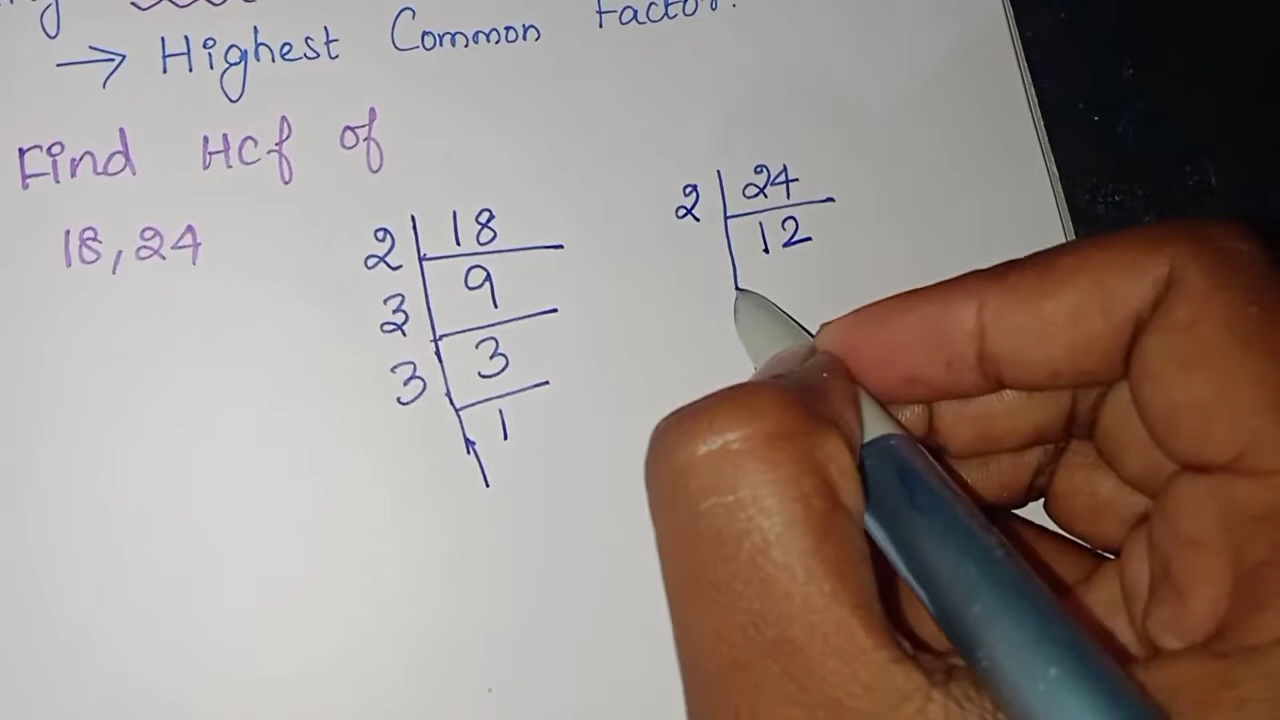 → Highest Common Factor.
Find HCf of
18, 24
2 | 18
3 | 9
3 | 3
1
2 | 24
12